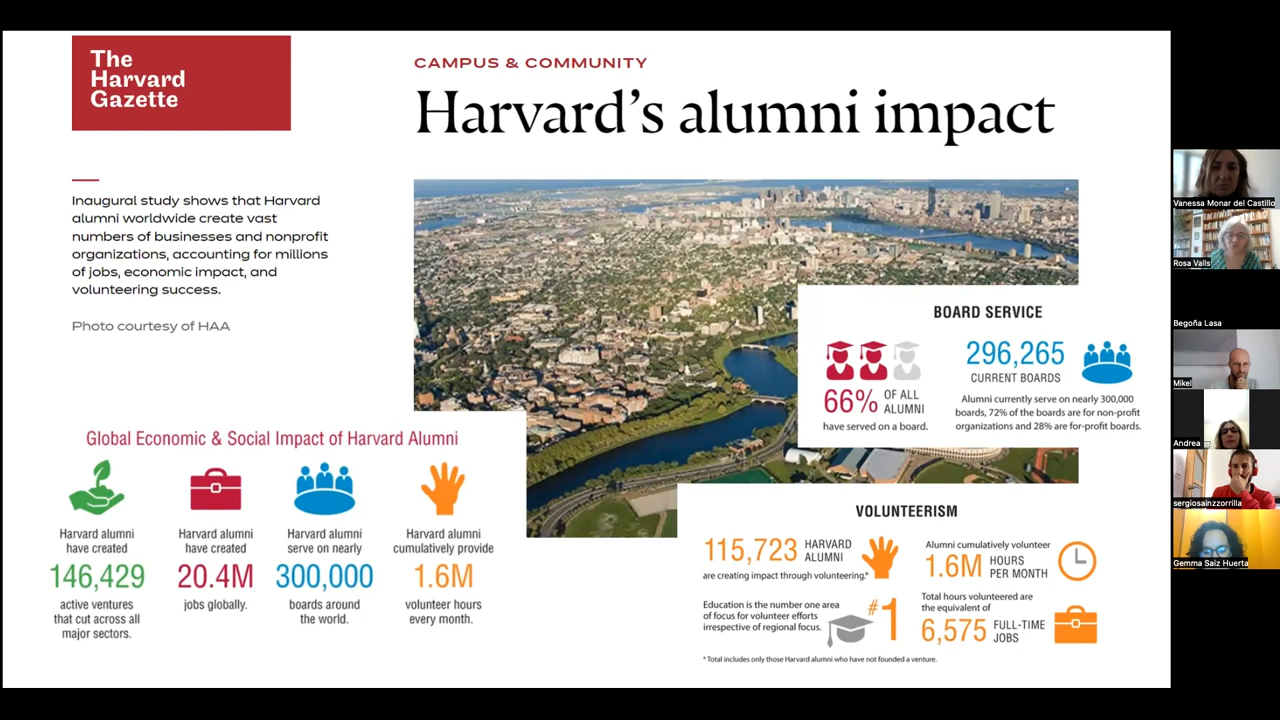 The
Harvard
Gazette
CAMPUS & COMMUNITY
Harvard's alumni impact
Inaugural study shows that Harvard
alumni worldwide create vast
numbers of businesses and nonprofit
organizations, accounting for millions
of jobs, economic impact, and
volunteering success.
Photo courtesy of HAA
Global Economic & Social Impact of Harvard Alumni
Harvard alumni
have created
146,429
active ventures
that cut across all
major sectors.
Harvard alumni
have created
20.4M
jobs globally.
Harvard alumni
serve on nearly
300,000
boards around
the world.
Harvard alumni
cumulatively provide
1.6M
volunteer hours
every month.
BOARD SERVICE
66% OF ALL
ALUMNI
have served on a board.
296,265
CURRENT BOARDS
Alumni currently serve on nearly 300,000
boards, 72% of the boards are for non-profit
organizations and 28% are for-profit boards.
VOLUNTEERISM
115,723 HARVARD
ALUMNI
are creating impact through volunteering.*
Education is the number one area
of focus for volunteer efforts
irrespective of regional focus.
#1
Alumni cumulatively volunteer
1.6M HOURS
PER MONTH
Total hours volunteered are
the equivalent of
6,575 FULL-TIME
JOBS
* Total includes only those Harvard alumni who have not founded a venture.
Vanessa Monar del Castillo
Rosa Valls
Begoña Lasa
Mikel
Andrea
sergiosainzzorrilla
Gemma Saiz Huerta